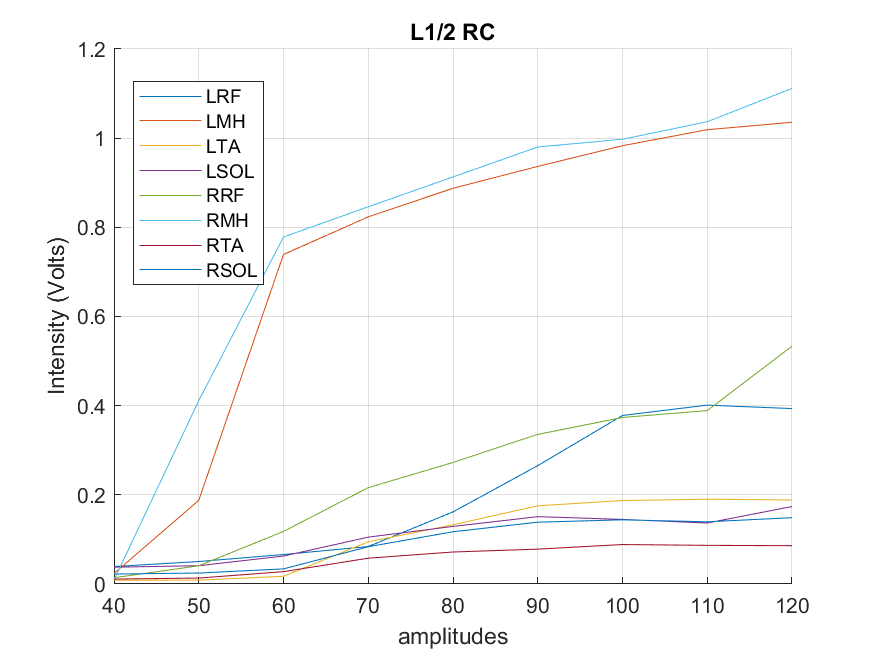 L1/2 RC
1.2
1
0.8
0.6
0.4
0.2
0
Intensity (Volts)
LRF
LMH
LTA
LSOL
RRF
RMH
RTA
RSOL
40 50 60 70 80 90 100 110 120
amplitudes